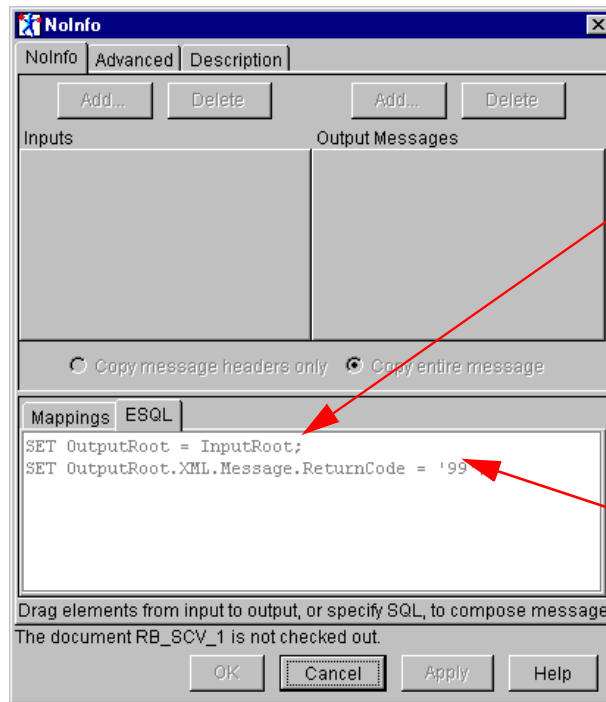 NoInfo
NoInfo Advanced Description
Add... Delete Add... Delete
Inputs Output Messages
Copy message headers only Copy entire message
Mappings ESQL
SET OutputRoot = InputRoot;
SET OutputRoot.XML.Message.ReturnCode = '99';
Drag elements from input to output, or specify SQL, to compose message
The document RB_SCV_1 is not checked out.
OK Cancel Apply Help